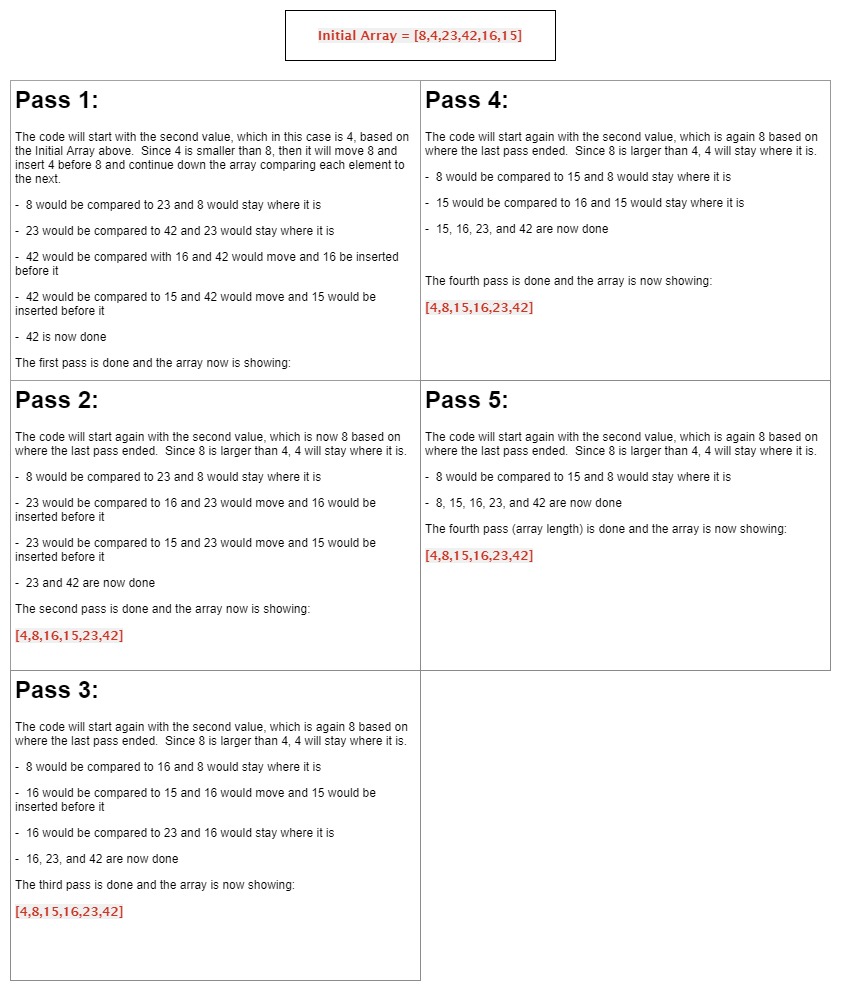 Initial Array = [8,4,23,42,16,15]
Pass 1:
The code will start with the second value, which in this case is 4, based on
the Initial Array above.  Since 4 is smaller than 8, then it will move 8 and
insert 4 before 8 and continue down the array comparing each element to
the next.
-  8 would be compared to 23 and 8 would stay where it is
-  23 would be compared to 42 and 23 would stay where it is
-  42 would be compared with 16 and 42 would move and 16 be inserted
before it
-  42 would be compared to 15 and 42 would move and 15 would be
inserted before it
-  42 is now done
The first pass is done and the array now is showing:
Pass 2:
The code will start again with the second value, which is now 8 based on
where the last pass ended.  Since 8 is larger than 4, 4 will stay where it is.
-  8 would be compared to 23 and 8 would stay where it is
-  23 would be compared to 16 and 23 would move and 16 would be
inserted before it
-  23 would be compared to 15 and 23 would move and 15 would be
inserted before it
-  23 and 42 are now done
The second pass is done and the array now is showing:
[4,8,16,15,23,42]
Pass 3:
The code will start again with the second value, which is again 8 based on
where the last pass ended.  Since 8 is larger than 4, 4 will stay where it is.
-  8 would be compared to 16 and 8 would stay where it is
-  16 would be compared to 15 and 16 would move and 15 would be
inserted before it
-  16 would be compared to 23 and 16 would stay where it is
-  16, 23, and 42 are now done
The third pass is done and the array is now showing:
[4,8,15,16,23,42]
Pass 4:
The code will start again with the second value, which is again 8 based on
where the last pass ended.  Since 8 is larger than 4, 4 will stay where it is.
-  8 would be compared to 15 and 8 would stay where it is
-  15 would be compared to 16 and 15 would stay where it is
-  15, 16, 23, and 42 are now done
The fourth pass is done and the array is now showing:
[4,8,15,16,23,42]
Pass 5:
The code will start again with the second value, which is again 8 based on
where the last pass ended.  Since 8 is larger than 4, 4 will stay where it is.
-  8 would be compared to 15 and 8 would stay where it is
-  8, 15, 16, 23, and 42 are now done
The fourth pass (array length) is done and the array is now showing:
[4,8,15,16,23,42]